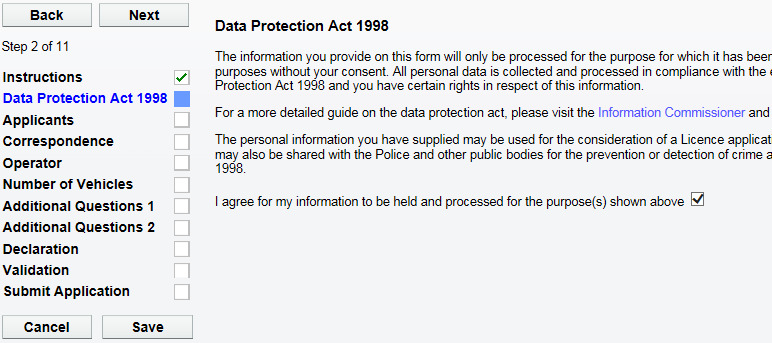 Back Next
Step 2 of 11
Instructions
Data Protection Act 1998
Applicants
Correspondence
Operator
Number of Vehicles
Additional Questions 1
Additional Questions 2
Declaration
Validation
Submit Application
Cancel Save
Data Protection Act 1998
The information you provide on this form will only be processed for the purpose for which it has been
purposes without your consent. All personal data is collected and processed in compliance with the
Protection Act 1998 and you have certain rights in respect of this information.
For a more detailed guide on the data protection act, please visit the Information Commissioner and
The personal information you have supplied may be used for the consideration of a Licence applicati
may also be shared with the Police and other public bodies for the prevention or detection of crime a
1998.
I agree for my information to be held and processed for the purpose(s) shown above